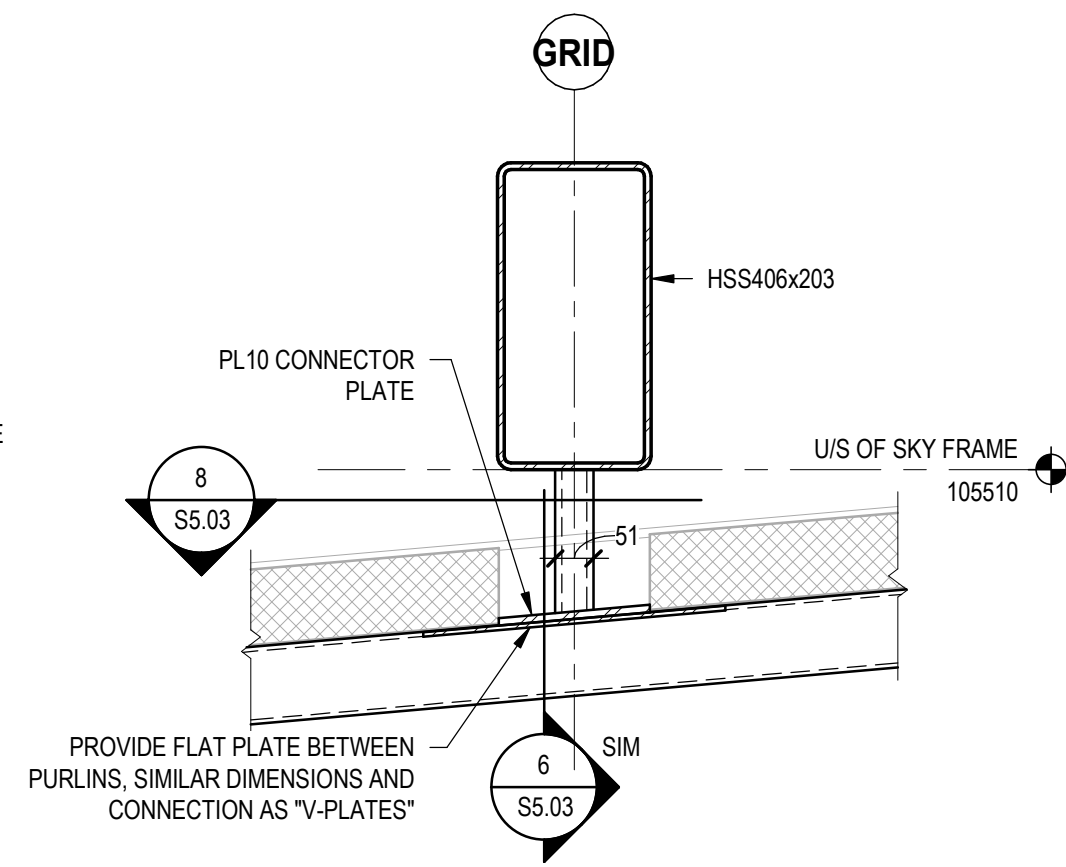 GRID
HSS406x203
PL10 CONNECTOR
PLATE
E
U/S OF SKY FRAME
105510
8
S5.03
51
PROVIDE FLAT PLATE BETWEEN
PURLINS, SIMILAR DIMENSIONS AND
CONNECTION AS "V-PLATES"
SIM
6
S5.03